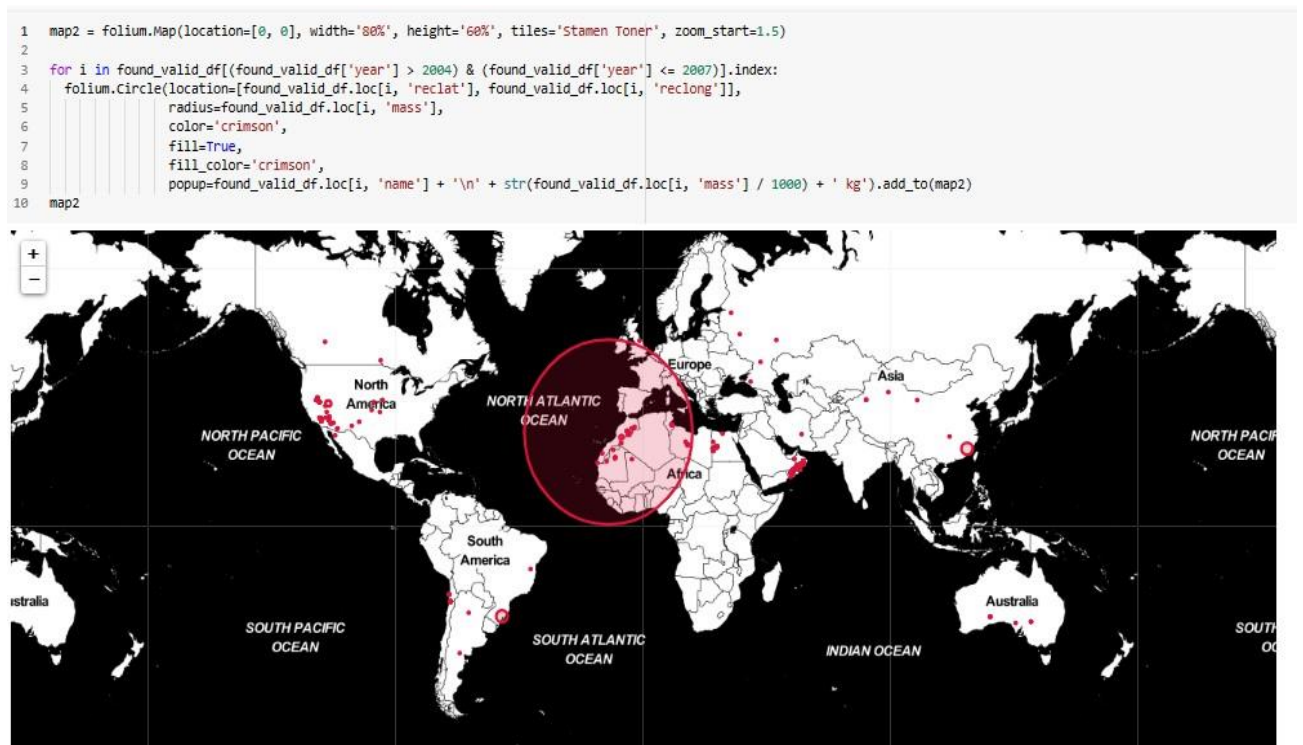 1 map2 = folium.Map(location=[0, 0], width='80%', height='60%', tiles='Stamen Toner', zoom_start=1.5)
2
3 for i in found_valid_df[(found_valid_df['year'] > 2004) & (found_valid_df['year'] <= 2007)].index:
4 folium.Circle(location=[found_valid_df.loc[i, 'reclat'], found_valid_df.loc[i, 'reclong']],
5 radius=found_valid_df.loc[i, 'mass'],
6 color='crimson',
7 fill=True,
8 fill_color='crimson',
9 popup=found_valid_df.loc[i, 'name'] + '\n' + str(found_valid_df.loc[i, 'mass'] / 1000) + ' kg').add_to(map2)
10 map2
+
−
Europe
Asia
North
America
NORTH ATLANTIC
OCEAN
NORTH PACIFIC
OCEAN
NORTH PACIF
OCEAN
Africa
South
America
stralia
Australia
SOUTH PACIFIC
OCEAN
SOUTH ATLANTIC
OCEAN
INDIAN OCEAN
SOUTH
OC